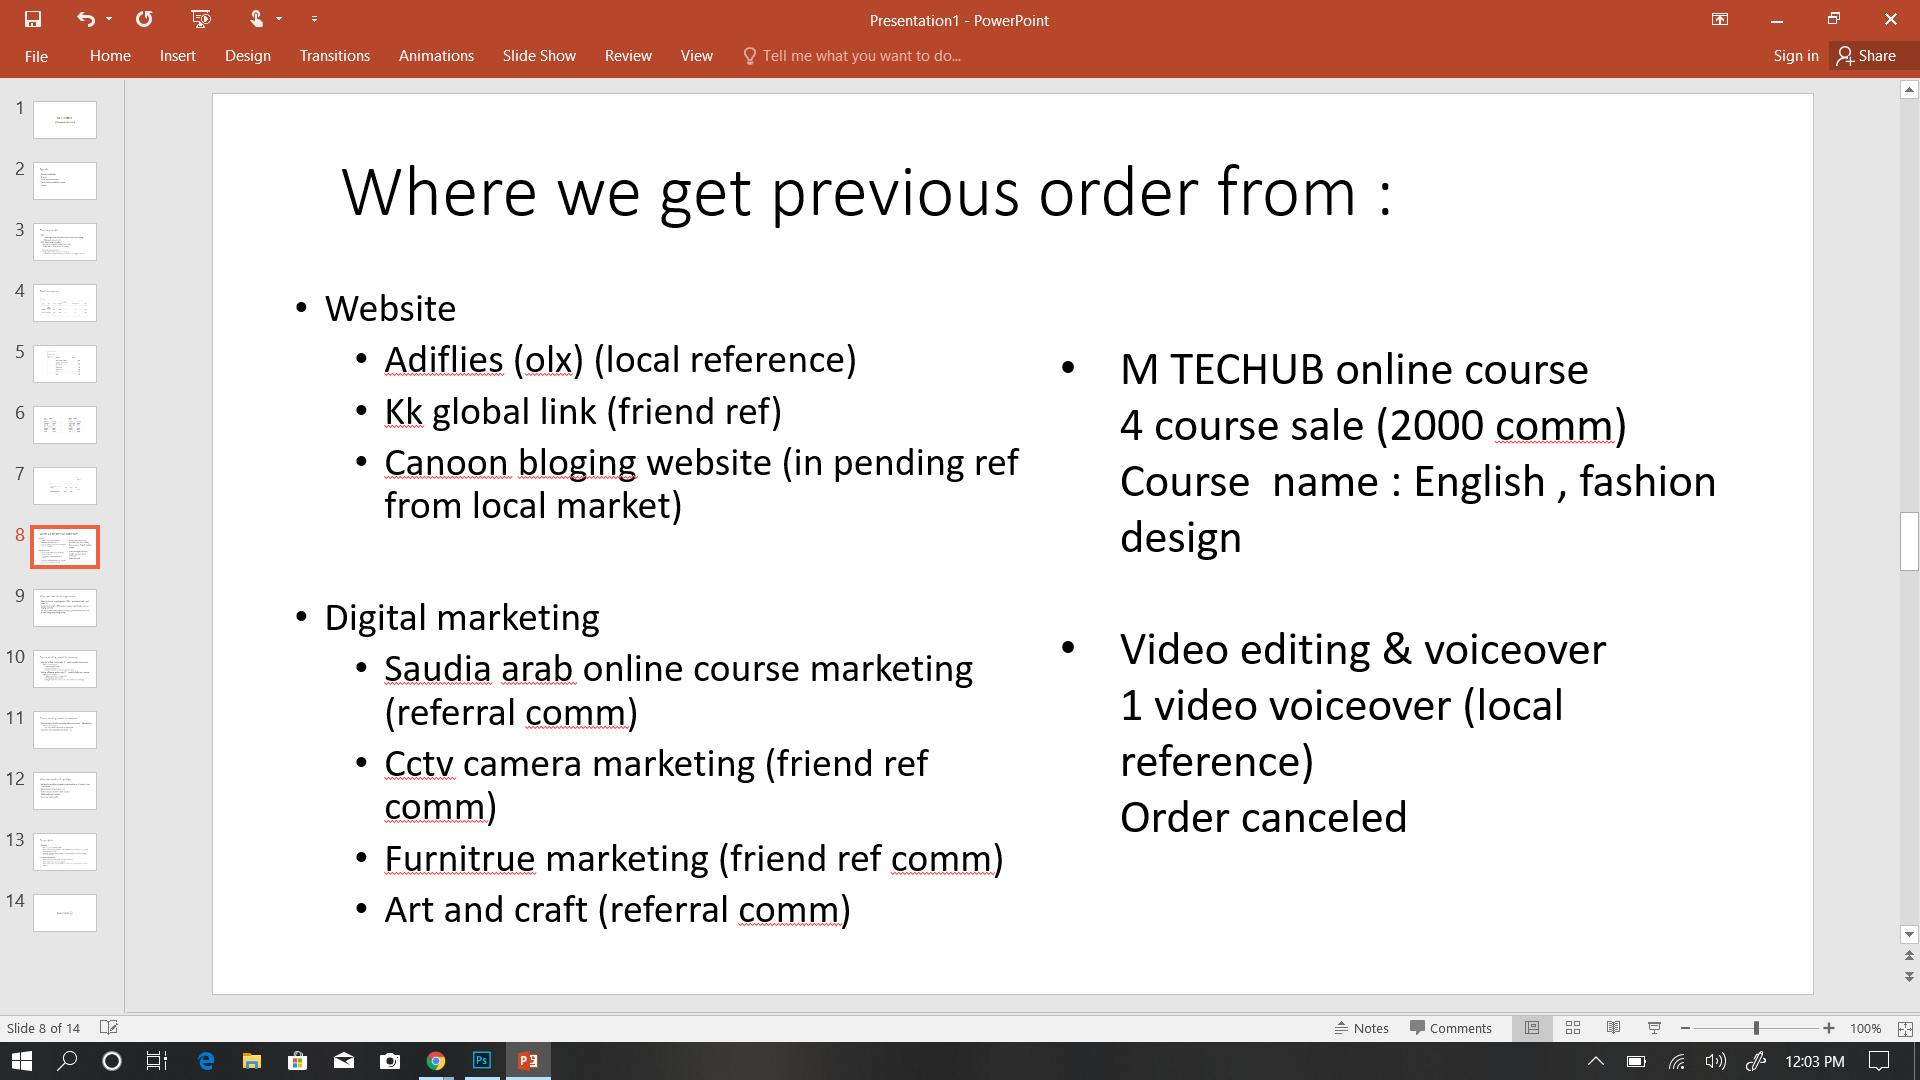 Presentation1 - PowerPoint
File Home Insert Design Transitions Animations Slide Show Review View Tell me what you want to do... Sign in Share
1
2
3
4
5
6
7
8
9
10
11
12
13
14
Where we get previous order from :
• Website
• Adiflies (olx) (local reference)
• Kk global link (friend ref)
• Canoon bloging website (in pending ref
from local market)
• Digital marketing
• Saudia arab online course marketing
(referral comm)
• Cctv camera marketing (friend ref
comm)
• Furnitrue marketing (friend ref comm)
• Art and craft (referral comm)
• M TECHUB online course
4 course sale (2000 comm)
Course  name : English , fashion
design
• Video editing & voiceover
1 video voiceover (local
reference)
Order canceled
Slide 8 of 14 Notes Comments 100%
Ps
12:03 PM